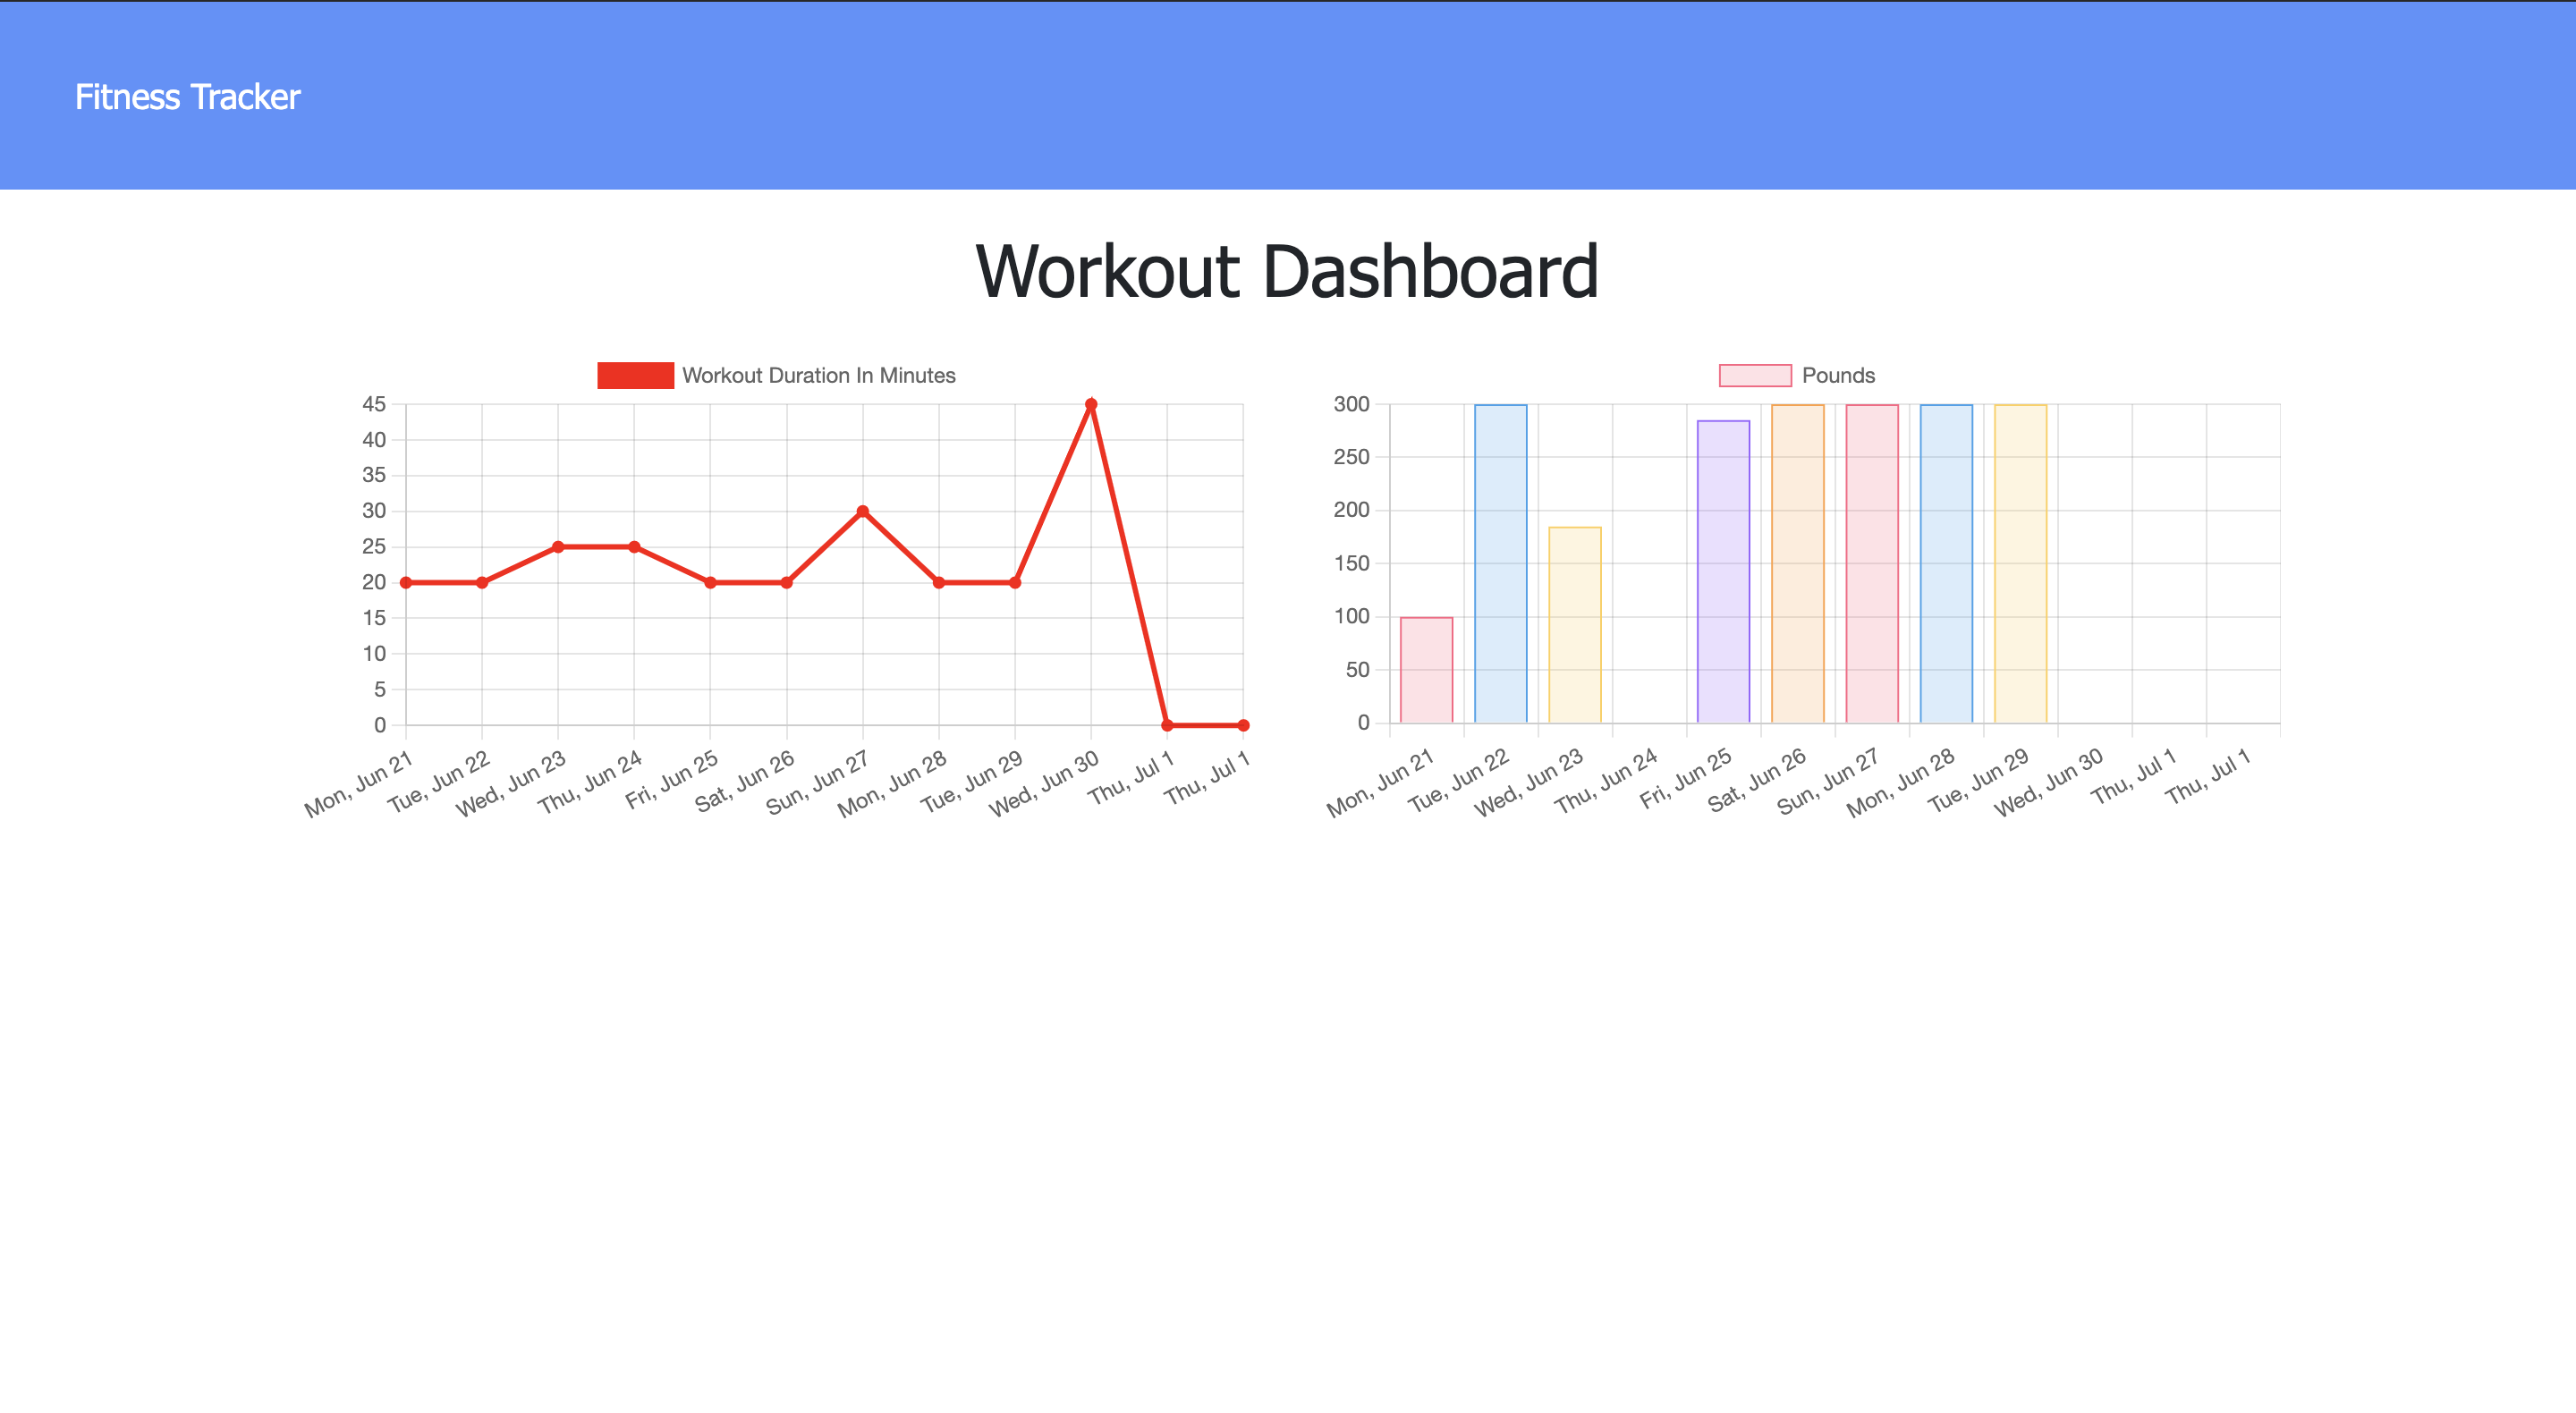 Fitness Tracker
Workout Dashboard
Workout Duration In Minutes
45
40
35
30
25
20
15
10
5
0
Mon, Jun 21
Tue, Jun 22
Wed, Jun 23
Thu, Jun 24
Fri, Jun 25
Sat, Jun 26
Sun, Jun 27
Mon, Jun 28
Tue, Jun 29
Wed, Jun 30
Thu, Jul 1
Thu, Jul 1
Pounds
300
250
200
150
100
50
0
Mon, Jun 21
Tue, Jun 22
Wed, Jun 23
Thu, Jun 24
Fri, Jun 25
Sat, Jun 26
Sun, Jun 27
Mon, Jun 28
Tue, Jun 29
Wed, Jun 30
Thu, Jul 1
Thu, Jul 1